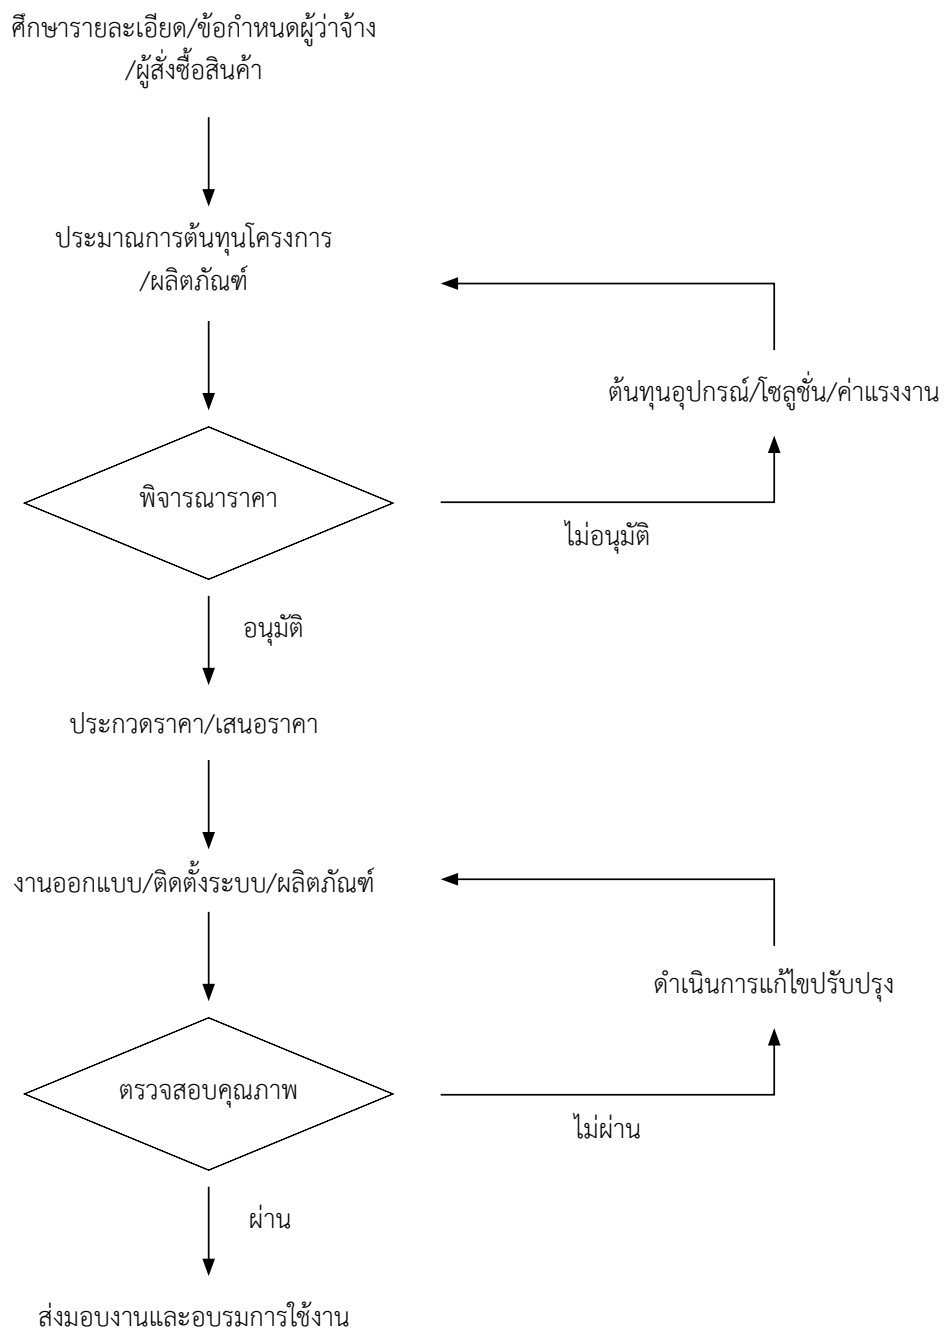 ศึกษารายละเอียด/ข้อกำหนดผู้ว่าจ้าง
/ผู้สั่งซื้อสินค้า
ประมาณการต้นทุนโครงการ
/ผลิตภัณฑ์
ต้นทุนอุปกรณ์/โซลูชั่น/ค่าแรงงาน
พิจารณาราคา
ไม่อนุมัติ
อนุมัติ
ประกวดราคา/เสนอราคา
งานออกแบบ/ติดตั้งระบบ/ผลิตภัณฑ์
ดำเนินการแก้ไขปรับปรุง
ตรวจสอบคุณภาพ
ไม่ผ่าน
ผ่าน
ส่งมอบงานและอบรมการใช้งาน